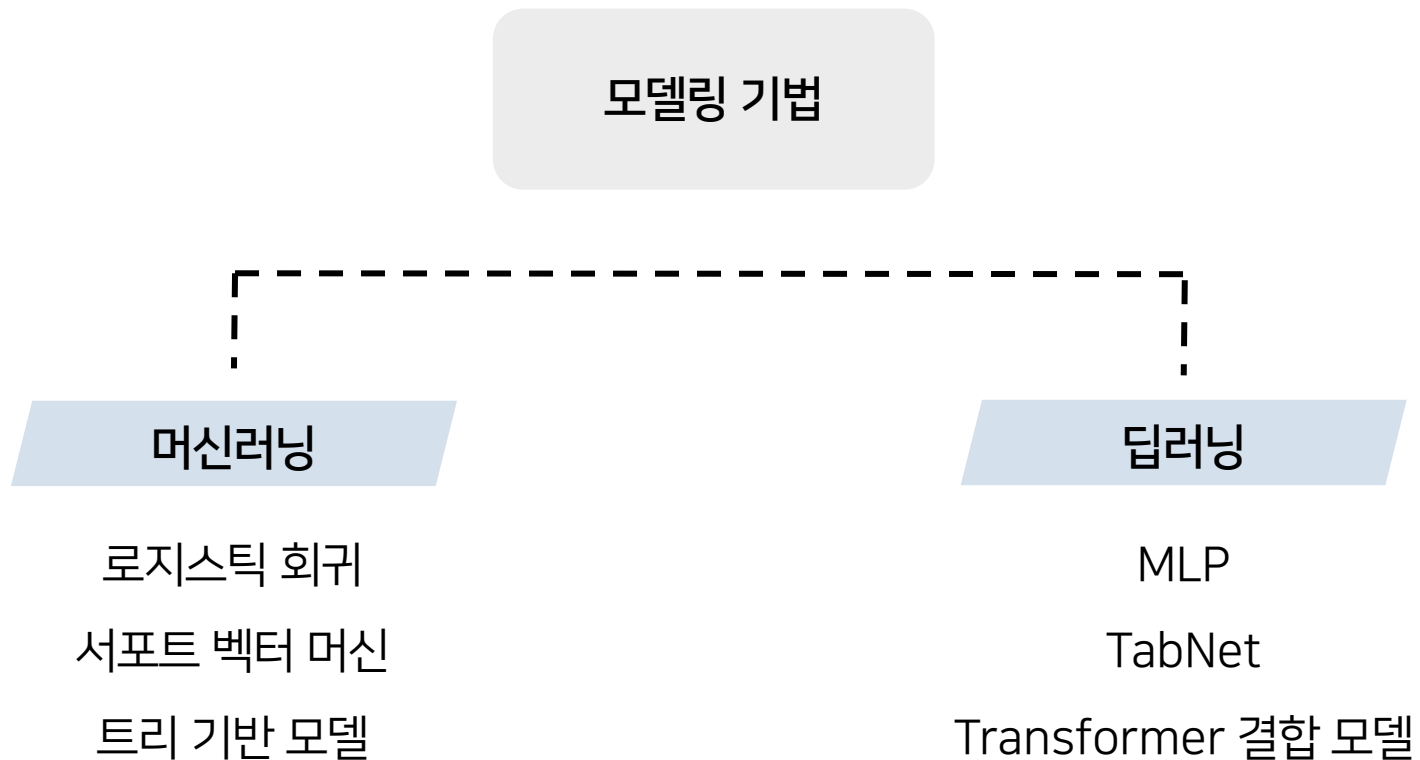 모델링 기법
머신러닝
로지스틱 회귀
서포트 벡터 머신
트리 기반 모델
딥러닝
MLP
TabNet
Transformer 결합 모델